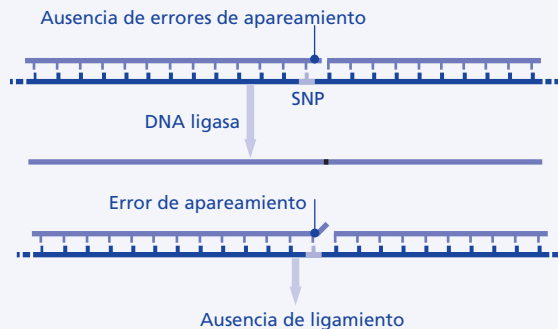 Ausencia de errores de apareamiento
SNP
DNA ligasa
Error de apareamiento
Ausencia de ligamiento